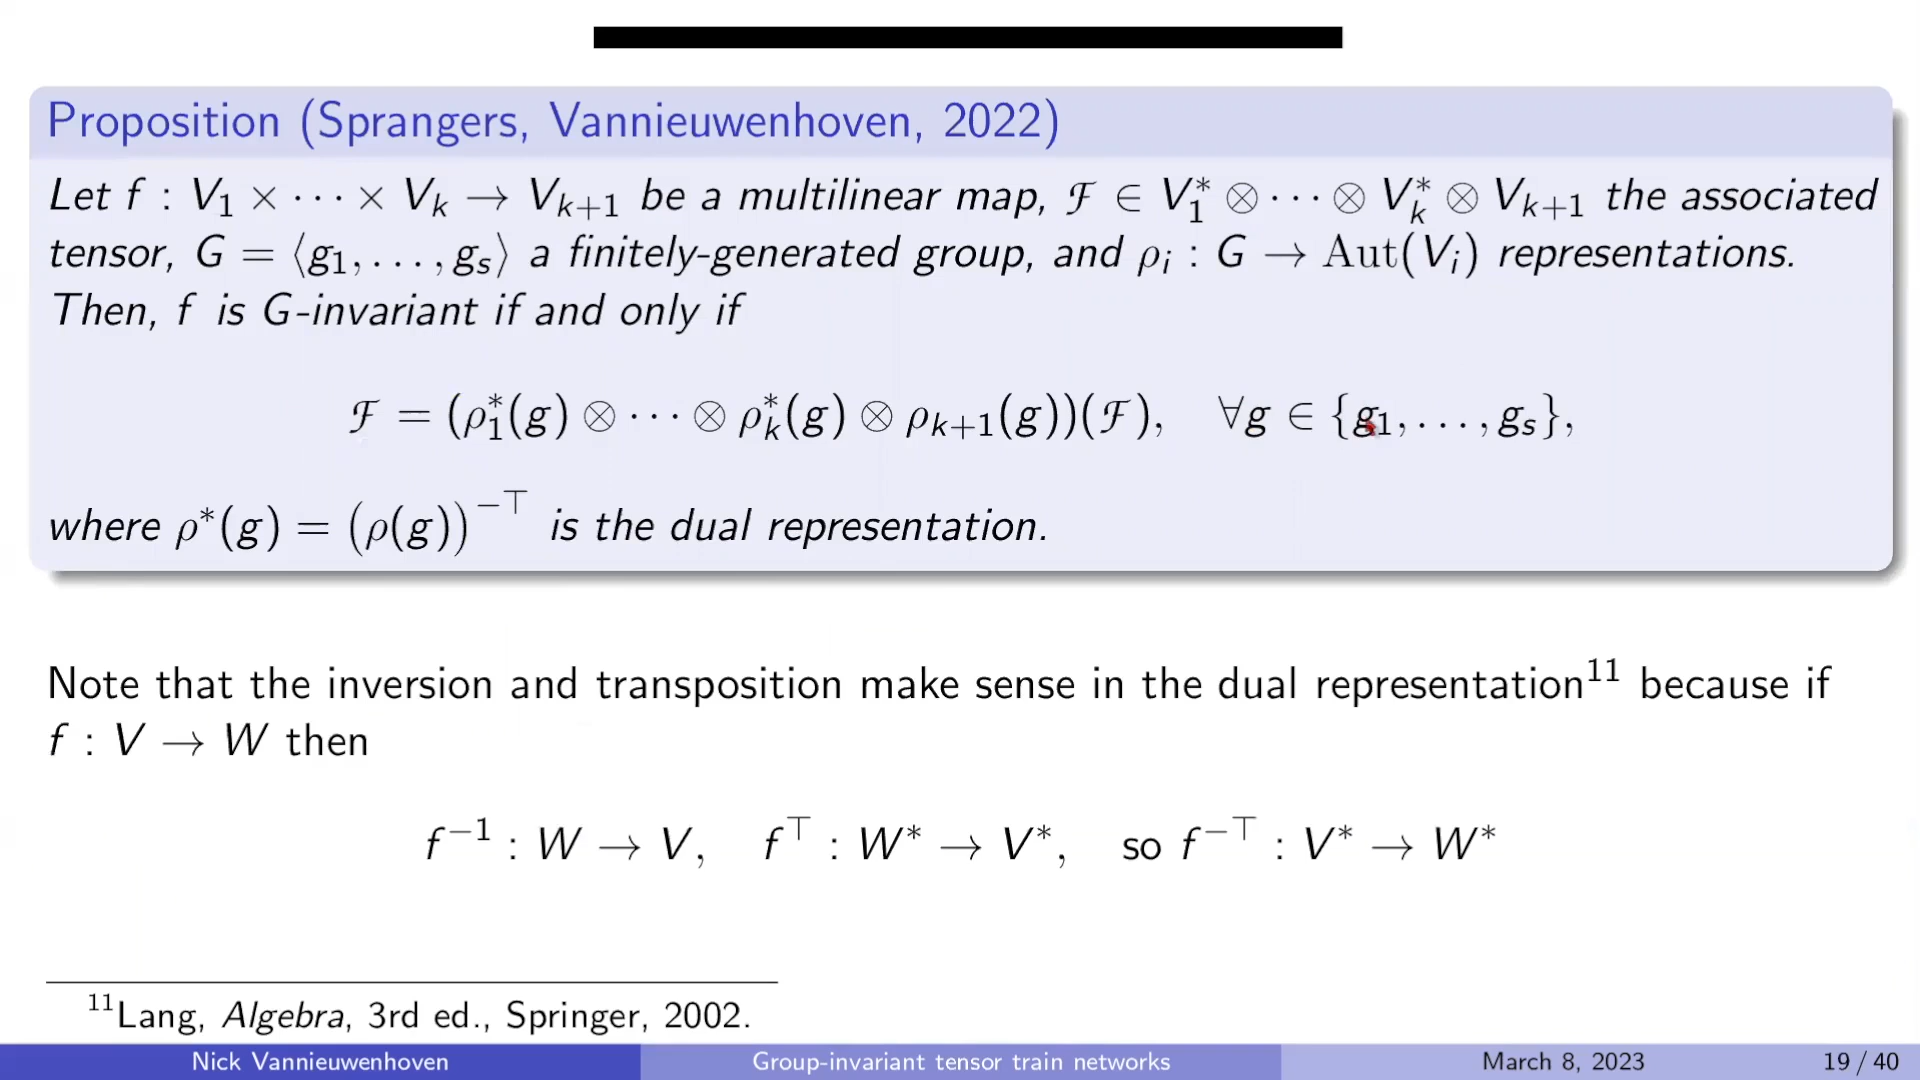 Proposition (Sprangers, Vannieuwenhoven, 2022)
Let f : V₁ × ⋯ × Vₖ → Vₖ₊₁ be a multilinear map, ℱ ∈ V₁* ⊗ ⋯ ⊗ Vₖ* ⊗ Vₖ₊₁ the associated
tensor, G = ⟨g₁, . . . , gₛ⟩ a finitely-generated group, and ρᵢ : G → Aut(Vᵢ) representations.
Then, f is G-invariant if and only if
ℱ = (ρ₁*(g) ⊗ ⋯ ⊗ ρₖ*(g) ⊗ ρₖ₊₁(g))(ℱ), ∀g ∈ {g₁, . . . , gₛ},
where ρ*(g) = (ρ(g))⁻ᵀ is the dual representation.
Note that the inversion and transposition make sense in the dual representation¹¹ because if
f : V → W then
f⁻¹ : W → V, f⊤ : W* → V*, so f⁻⊤ : V* → W*
¹¹Lang, Algebra, 3rd ed., Springer, 2002.
Nick Vannieuwenhoven Group-invariant tensor train networks March 8, 2023 19 / 40